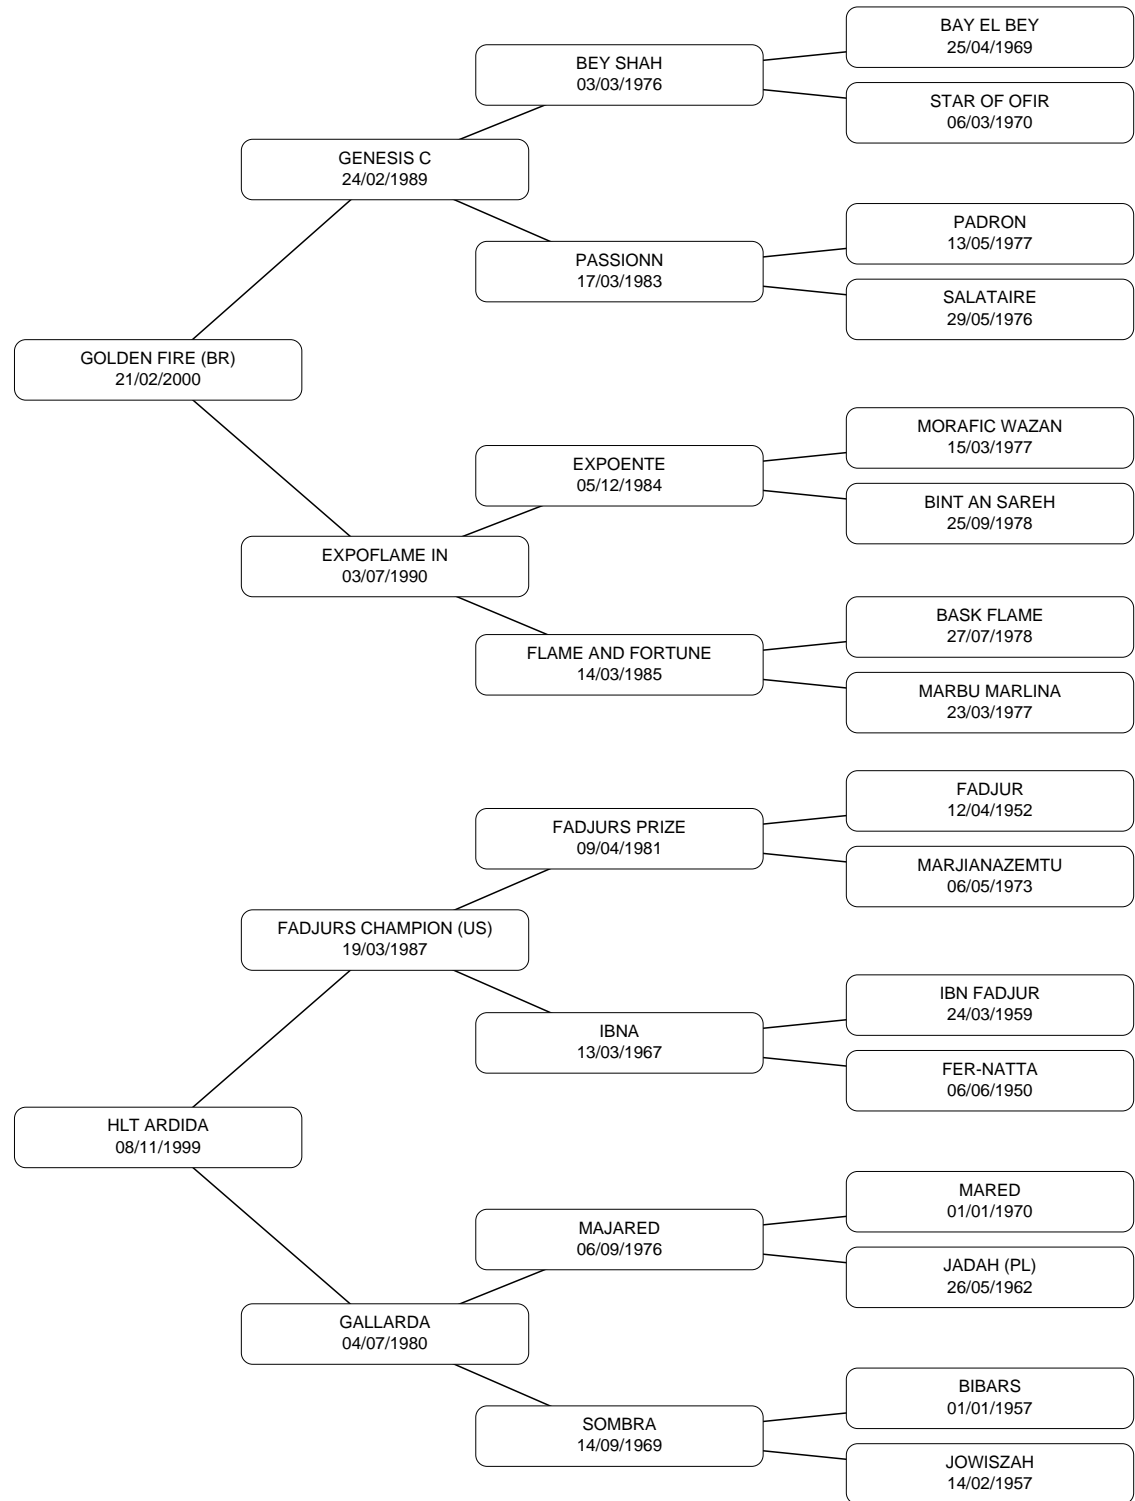 BAY EL BEY
25/04/1969
BEY SHAH
03/03/1976
STAR OF OFIR
06/03/1970
GENESIS C
24/02/1989
PADRON
13/05/1977
PASSIONN
17/03/1983
SALATAIRE
29/05/1976
GOLDEN FIRE (BR)
21/02/2000
MORAFIC WAZAN
15/03/1977
EXPOENTE
05/12/1984
BINT AN SAREH
25/09/1978
EXPOFLAME IN
03/07/1990
BASK FLAME
27/07/1978
FLAME AND FORTUNE
14/03/1985
MARBU MARLINA
23/03/1977
FADJUR
12/04/1952
FADJURS PRIZE
09/04/1981
MARJIANAZEMTU
06/05/1973
FADJURS CHAMPION (US)
19/03/1987
IBN FADJUR
24/03/1959
IBNA
13/03/1967
FER-NATTA
06/06/1950
HLT ARDIDA
08/11/1999
MARED
01/01/1970
MAJARED
06/09/1976
JADAH (PL)
26/05/1962
GALLARDA
04/07/1980
BIBARS
01/01/1957
SOMBRA
14/09/1969
JOWISZAH
14/02/1957